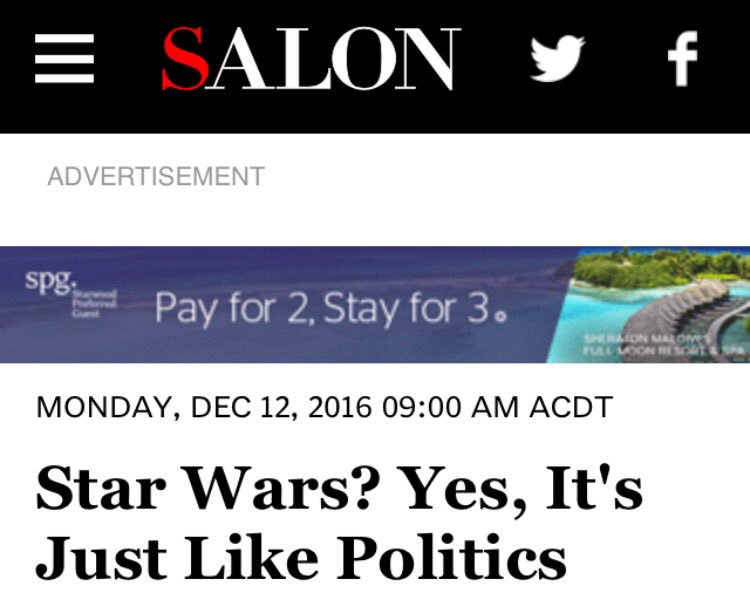 SALON
ADVERTISEMENT
spg.
Starwood
Preferred
Guest
Pay for 2, Stay for 3.
SHERATON MALDIVES
FULL MOON RESORT & SPA
MONDAY, DEC 12, 2016 09:00 AM ACDT
Star Wars? Yes, It's
Just Like Politics